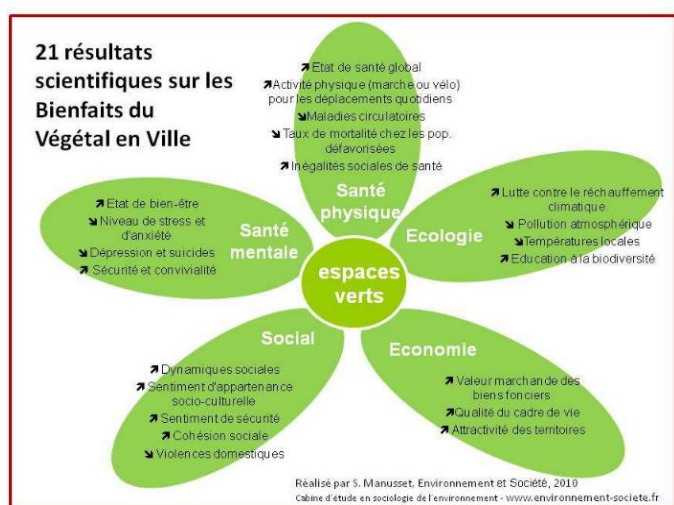 21 résultats
scientifiques sur les
Bienfaits du
Végétal en Ville
↗Etat de santé global
↗Activité physique (marche ou vélo)
pour les déplacements quotidiens
↘Maladies circulatoires
↘Taux de mortalité chez les pop.
défavorisées
↗Inégalités sociales de santé
Santé
physique
↗Lutte contre le réchauffement
climatique
↘Pollution atmosphérique
↘Températures locales
↗Education à la biodiversité
Ecologie
↗Etat de bien-être
↘Niveau de stress et
d'anxiété
↘Dépression et suicides
↗Sécurité et convivialité
Santé
mentale
espaces
verts
Social
↗Dynamiques sociales
↗Sentiment d'appartenance
socio-culturelle
↗Sentiment de sécurité
↗Cohésion sociale
↘Violences domestiques
Economie
↗Valeur marchande des
biens fonciers
↗Qualité du cadre de vie
↗Attractivité des territoires
Réalisé par S. Manusset, Environnement et Société, 2010
Cabine d'étude en sociologie de l'environnement - www.environnement-societe.fr